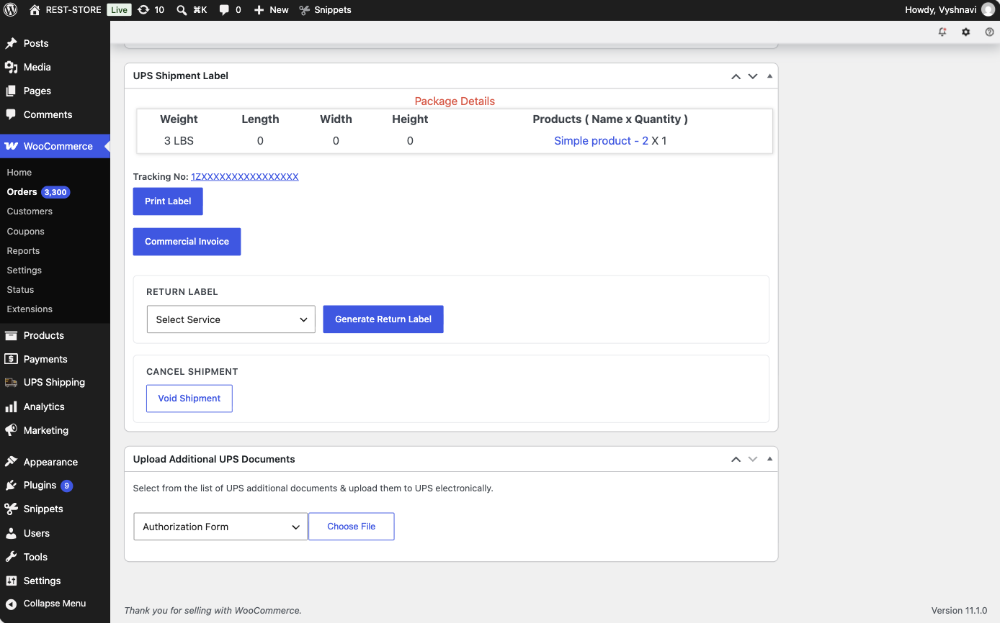 REST-STORE Live 10 ⌘K 0 New Snippets Howdy, Vyshnavi
Posts
Media
Pages
Comments
WooCommerce
Home
Orders 3,300
Customers
Coupons
Reports
Settings
Status
Extensions
Products
Payments
UPS Shipping
Analytics
Marketing
Appearance
Plugins 9
Snippets
Users
Tools
Settings
Collapse Menu
UPS Shipment Label
Package Details
Weight Length Width Height Products ( Name x Quantity )
3 LBS 0 0 0 Simple product - 2 X 1
Tracking No: 1ZXXXXXXXXXXXXXXXX
Print Label
Commercial Invoice
RETURN LABEL
Select Service Generate Return Label
CANCEL SHIPMENT
Void Shipment
Upload Additional UPS Documents
Select from the list of UPS additional documents & upload them to UPS electronically.
Authorization Form Choose File
Thank you for selling with WooCommerce. Version 11.1.0